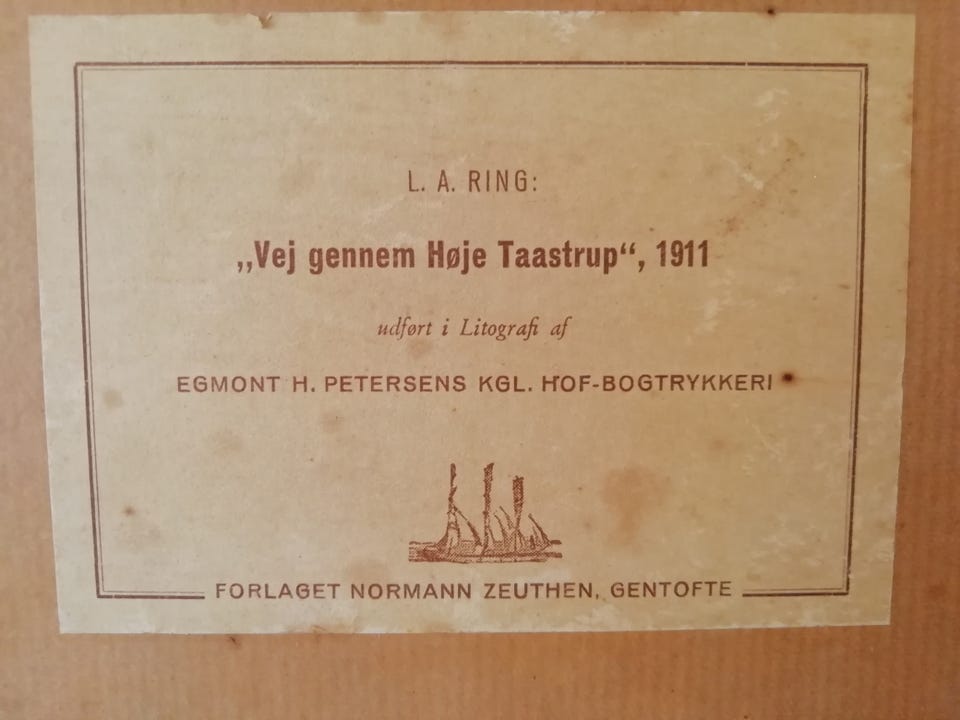 L. A. RING:
„Vej gennem Høje Taastrup“, 1911
udført i Litografi af
EGMONT H. PETERSENS KGL. HOF-BOGTRYKKERI
FORLAGET NORMANN ZEUTHEN, GENTOFTE